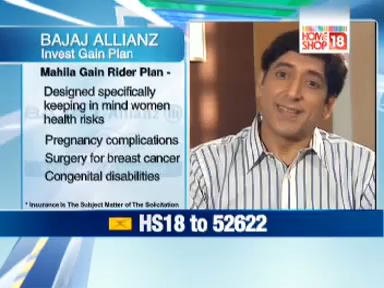 BAJAJ ALLIANZ
Invest Gain Plan
Mahila Gain Rider Plan -
Designed specifically
keeping in mind women
health risks
Pregnancy complications
Surgery for breast cancer
Congenital disabilities
* Insurance Is The Subject Matter of The Solicitation
HOME
SHOP 18
HS18 to 52622